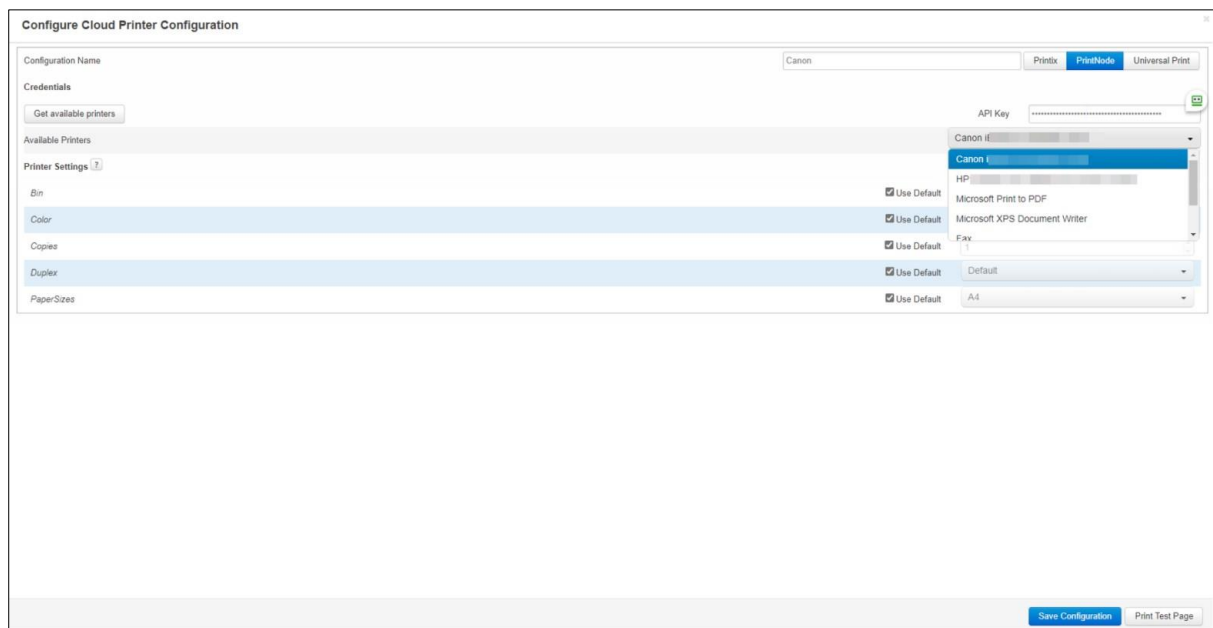 Configure Cloud Printer Configuration
Configuration Name Canon Printix PrintNode Universal Print
Credentials
Get available printers API Key
Available Printers Canon
Printer Settings ? Canon
HP
Bin Use Default Microsoft Print to PDF
Color Use Default Microsoft XPS Document Writer
Copies Use Default Fax
1
Duplex Use Default Default
PaperSizes Use Default A4
Save Configuration Print Test Page